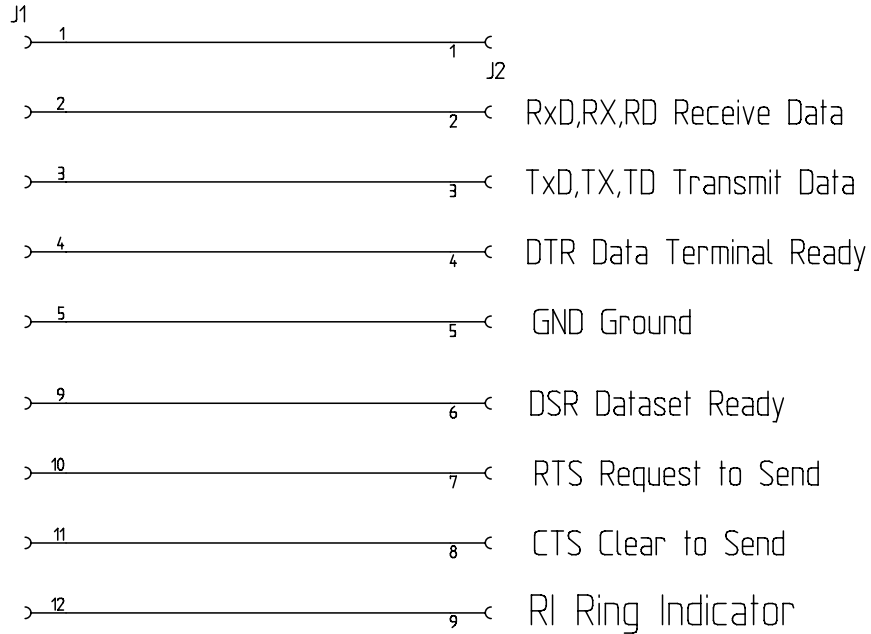 J1
1 1
J2
2 2 RxD,RX,RD Receive Data
3 3 TxD,TX,TD Transmit Data
4 4 DTR Data Terminal Ready
5 5 GND Ground
9 6 DSR Dataset Ready
10 7 RTS Request to Send
11 8 CTS Clear to Send
12 9 RI Ring Indicator